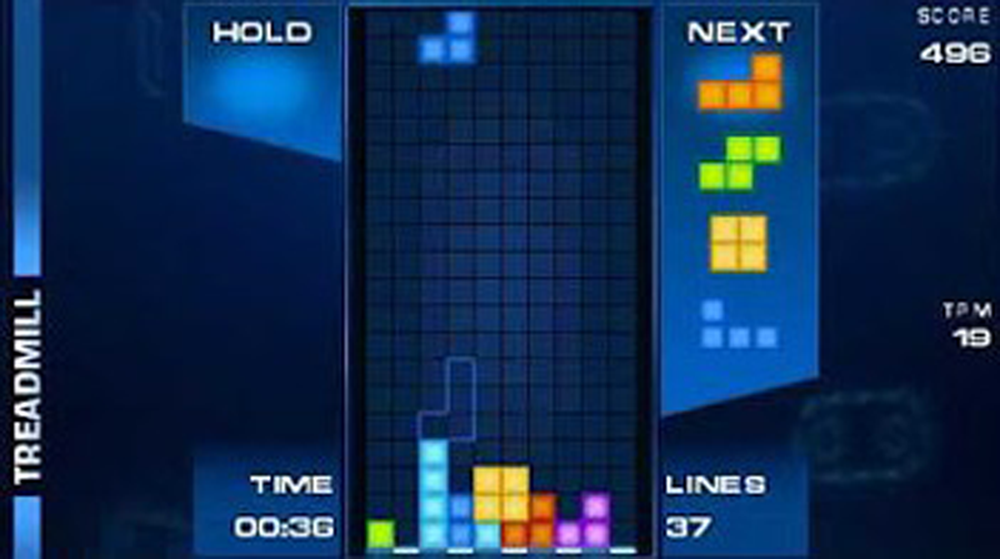 HOLD
NEXT
SCORE
496
TPM
19
TREADMILL
TIME
00:36
LINES
37